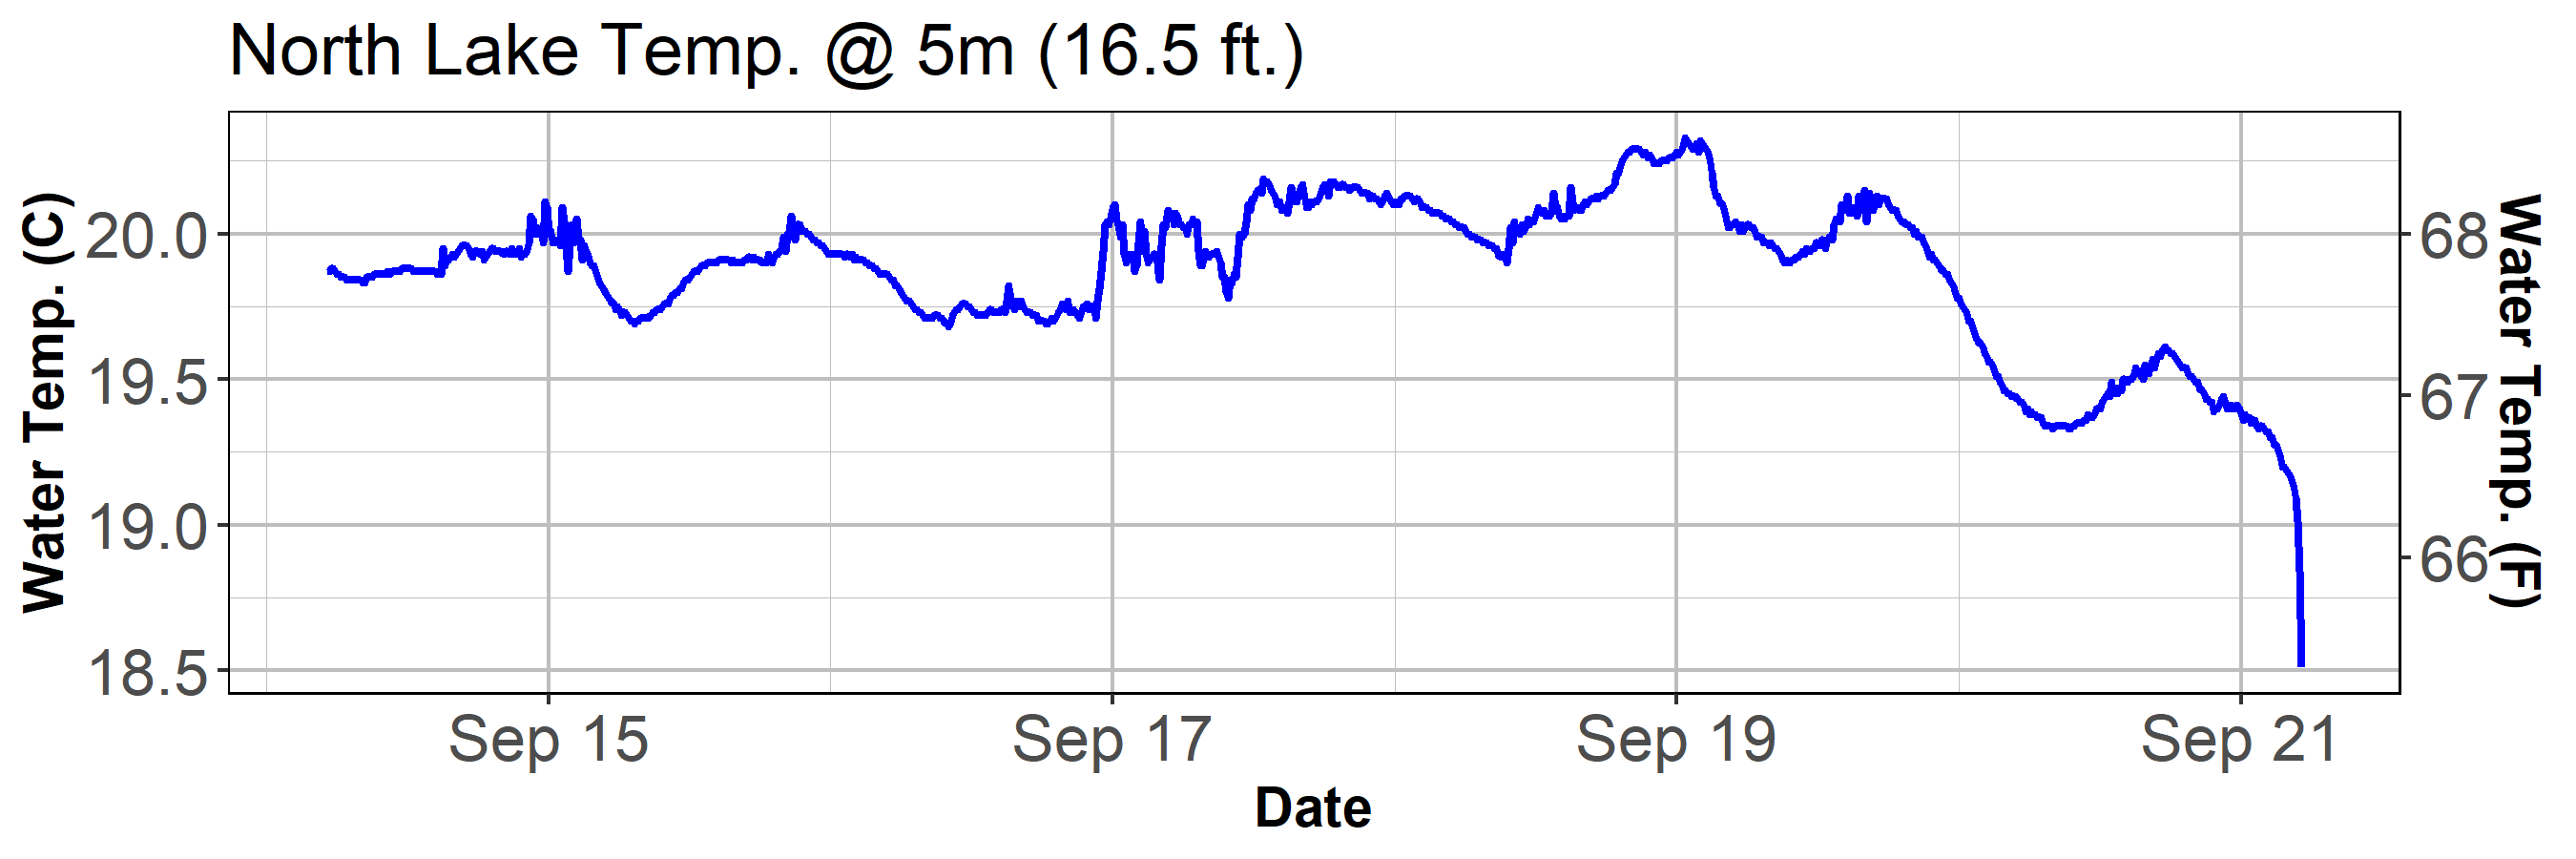 North Lake Temp. @ 5m (16.5 ft.)
Water Temp. (C)
20.0
19.5
19.0
18.5
68
67
66
Water Temp. (F)
Sep 15
Sep 17
Sep 19
Sep 21
Date